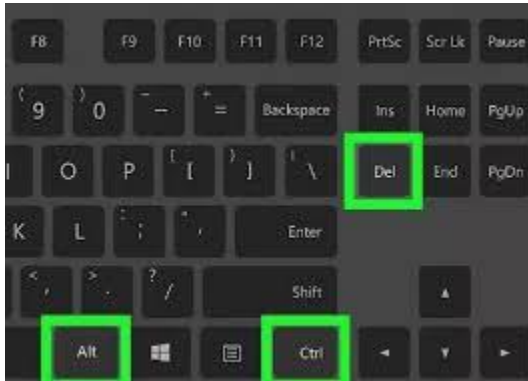 F8 F9 F10 F11 F12 PrtSc Scr Lk Pause
( 9 ) 0 _ - + = Backspace Ins Home PgUp
O P { [ } ] | \ Del End PgDn
K L : ; " ' Enter
< , > . ? / Shift
Alt Ctrl